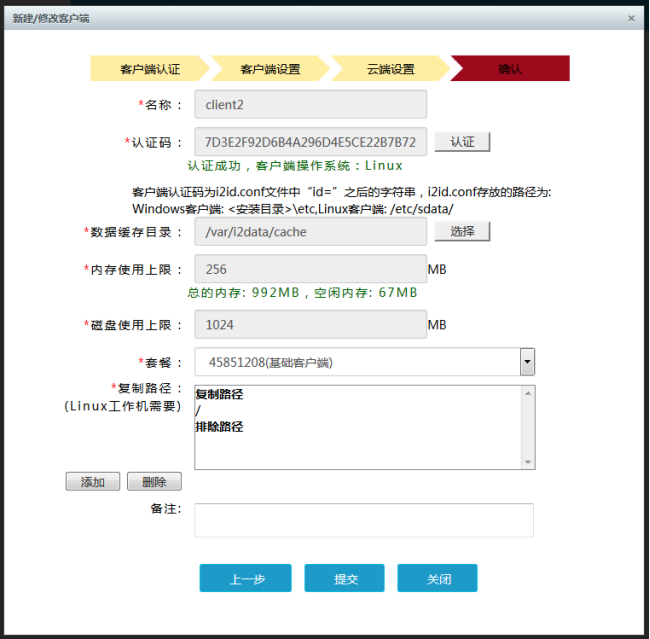 新建/修改客户端 ×
客户端认证 客户端设置 云端设置 确认
*名称： client2
*认证码： 7D3E2F92D6B4A296D4E5CE22B7B72 认证
认证成功，客户端操作系统：Linux
客户端认证码为i2id.conf文件中“id=”之后的字符串，i2id.conf存放的路径为:
Windows客户端: <安装目录>\etc,Linux客户端: /etc/sdata/
*数据缓存目录： /var/i2data/cache 选择
*内存使用上限： 256 MB
总的内存: 992MB，空闲内存: 67MB
*磁盘使用上限： 1024 MB
*套餐： 45851208(基础客户端)
*复制路径：
(Linux工作机需要)
复制路径
/
排除路径
添加 删除
备注:
上一步 提交 关闭